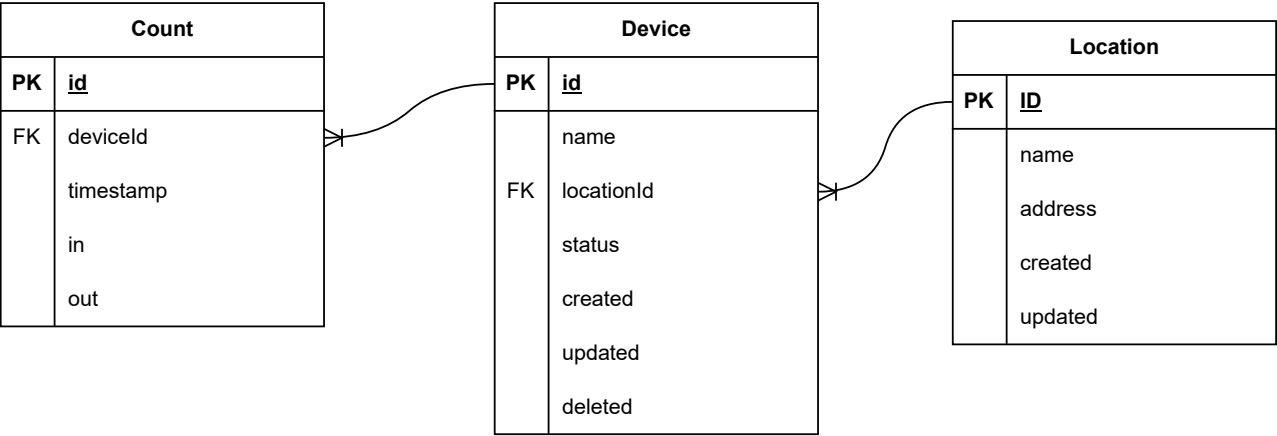 Count
PK id
FK deviceId
timestamp
in
out
Device
PK id
name
FK locationId
status
created
updated
deleted
Location
PK ID
name
address
created
updated